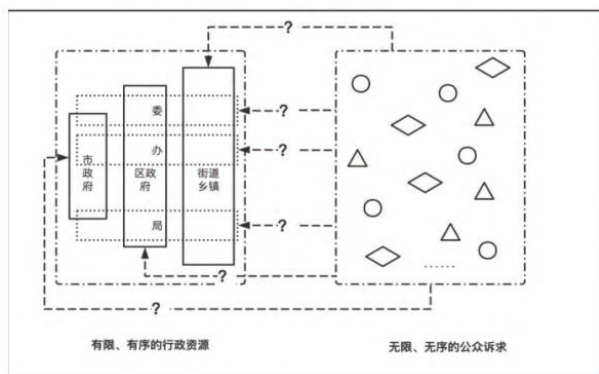 ?
委
?
办
?
市
政
府
区政
府
街道
乡镇
局
?
?
?
......
有限、有序的行政资源
无限、无序的公众诉求